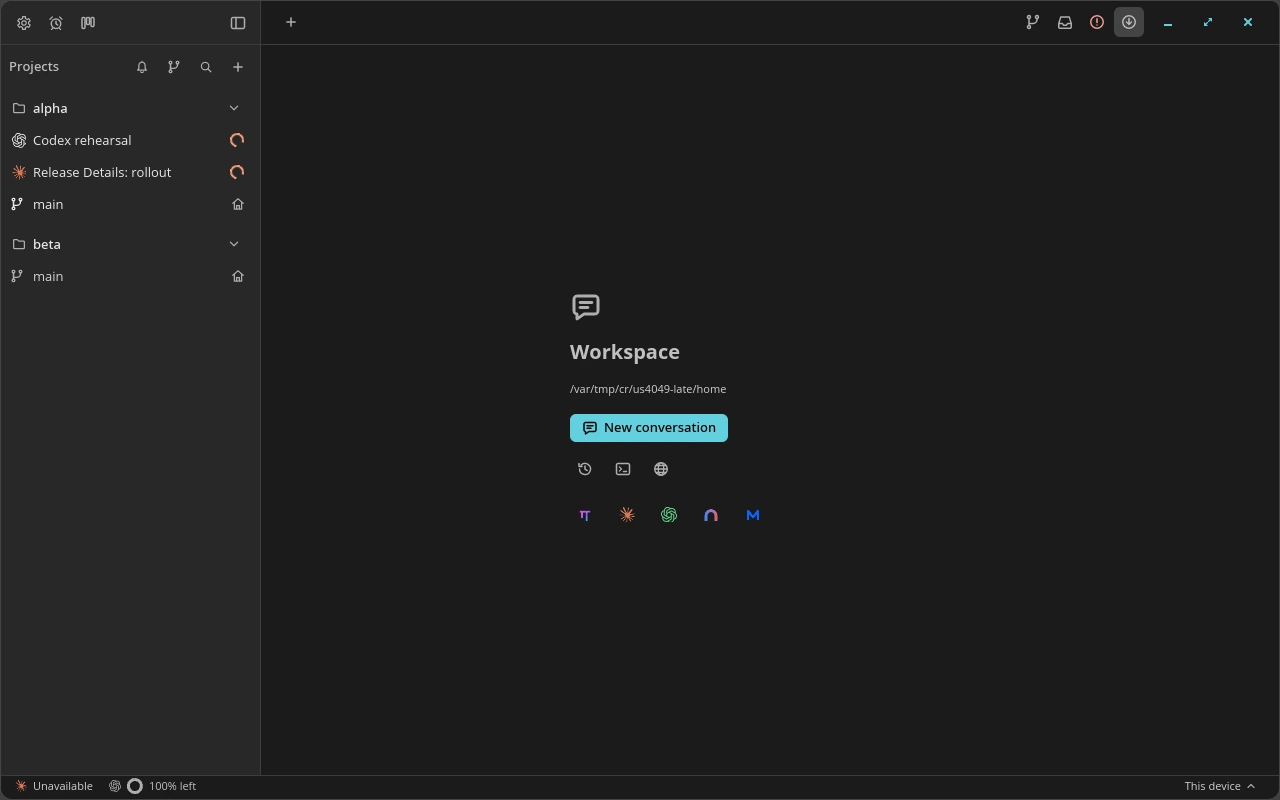 Projects
alpha
Codex rehearsal
Release Details: rollout
main
beta
main
Workspace
/var/tmp/cr/us4049-late/home
New conversation
Unavailable
100% left
This device